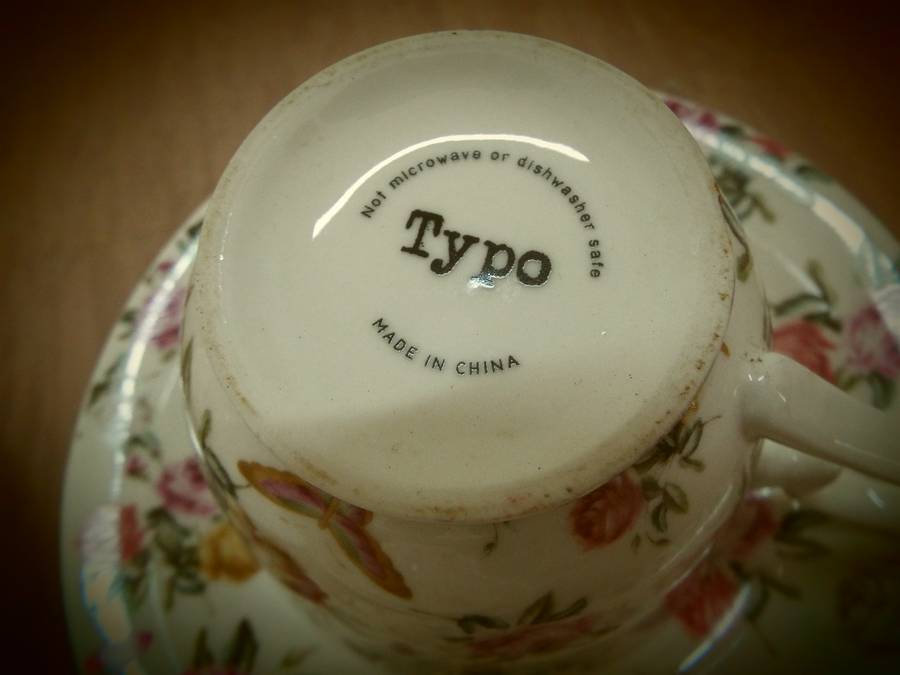 Not microwave or dishwasher safe
Typo
MADE IN CHINA